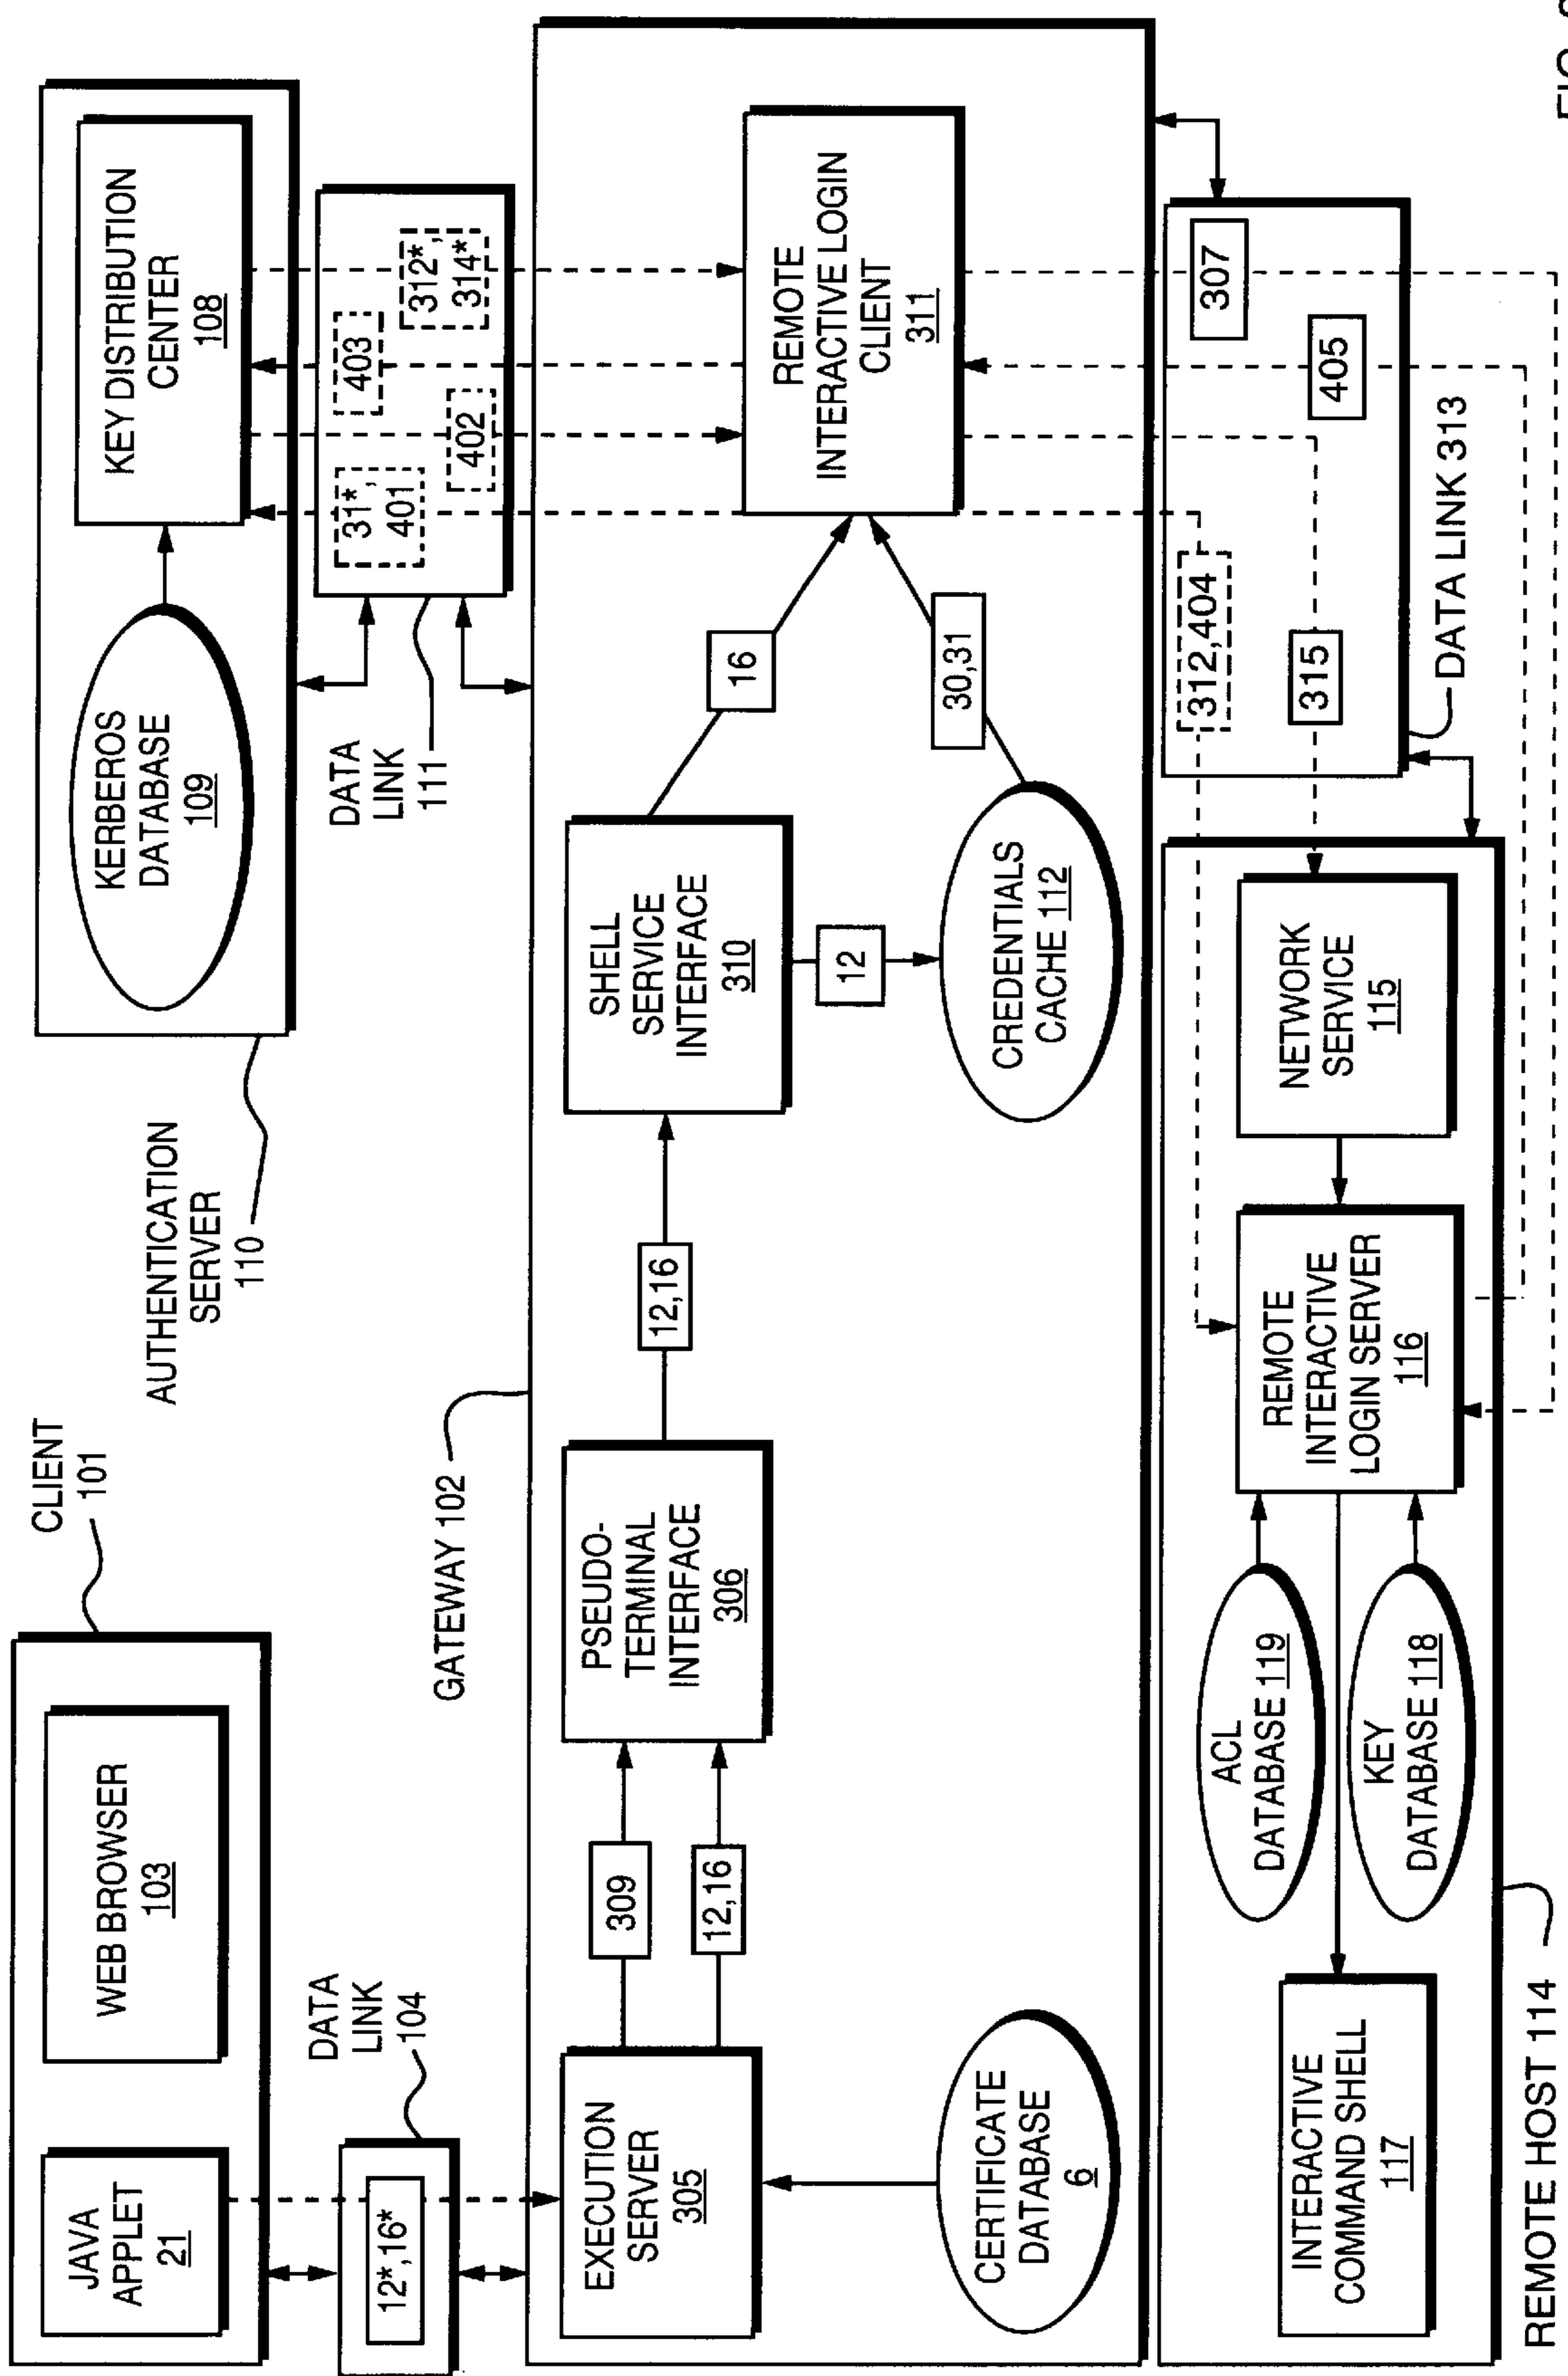 CLIENT
101
JAVA
APPLET
21
WEB BROWSER
103
AUTHENTICATION
SERVER
110
KERBEROS
DATABASE
109
KEY DISTRIBUTION
CENTER
108
DATA
LINK
104
12*,16*
DATA
LINK
111
31*,
401
402
403
312*,
314*
GATEWAY 102
EXECUTION
SERVER
305
309
12,16
PSEUDO-
TERMINAL
INTERFACE
306
12,16
SHELL
SERVICE
INTERFACE
310
16
REMOTE
INTERACTIVE LOGIN
CLIENT
311
12
30,31
CERTIFICATE
DATABASE
6
CREDENTIALS
CACHE 112
312,404
315
405
307
DATA LINK 313
INTERACTIVE
COMMAND SHELL
117
ACL
DATABASE 119
KEY
DATABASE 118
REMOTE
INTERACTIVE
LOGIN SERVER
116
NETWORK
SERVICE
115
REMOTE HOST 114
FIG.